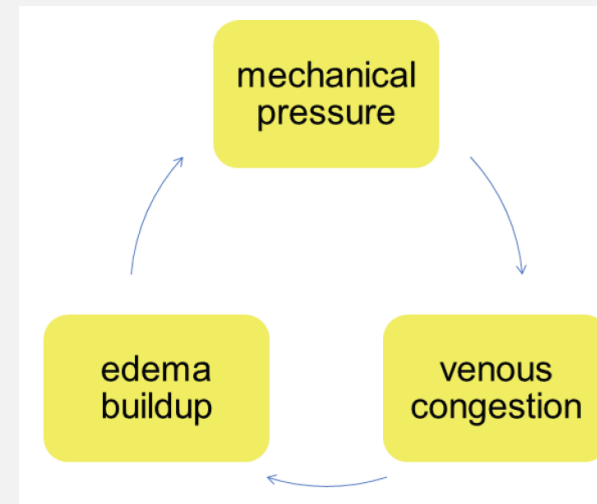 mechanical
pressure
edema
buildup
venous
congestion